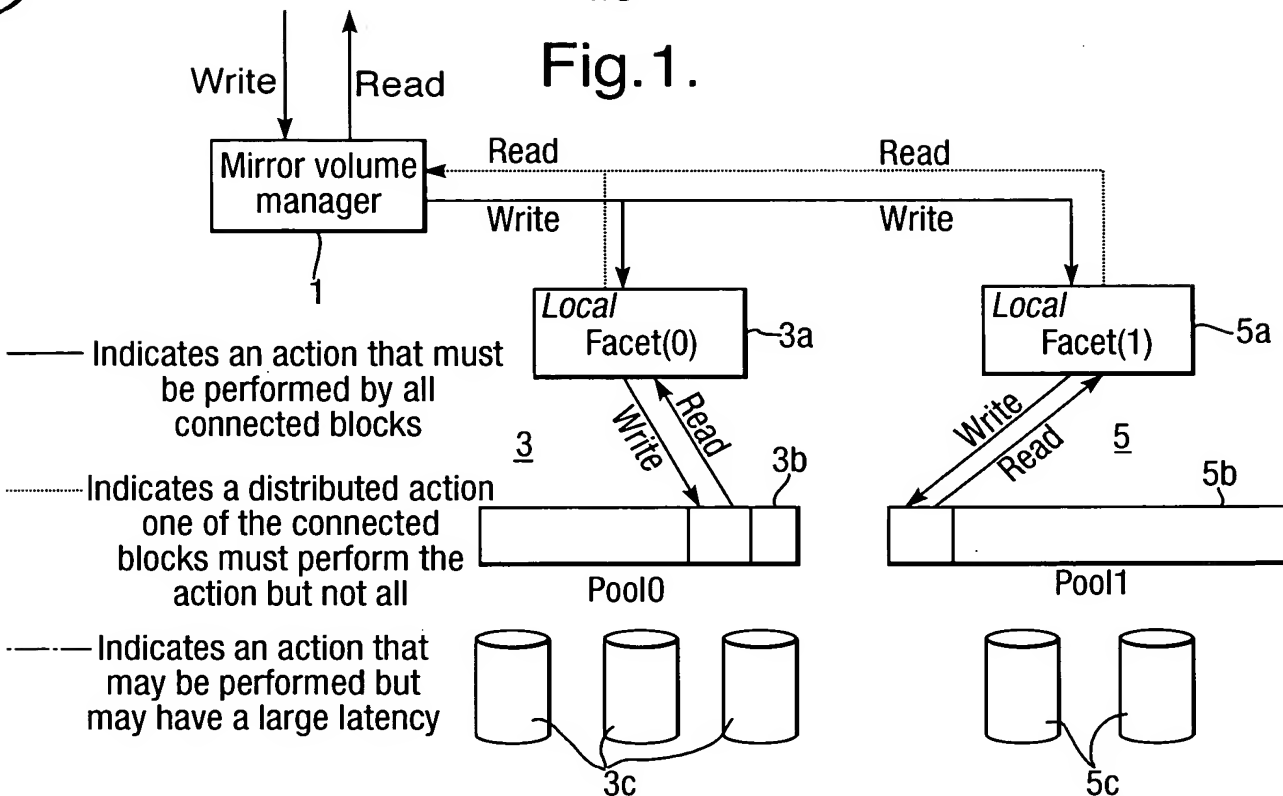 Fig.1.
Write
Read
Mirror volume
manager
1
Read
Read
Write
Write
Local
Facet(0)
3a
Local
Facet(1)
5a
Indicates an action that must
be performed by all
connected blocks
Write
Read
3
3b
Write
Read
5
5b
Indicates a distributed action
one of the connected
blocks must perform the
action but not all
Pool0
Pool1
Indicates an action that
may be performed but
may have a large latency
3c
5c